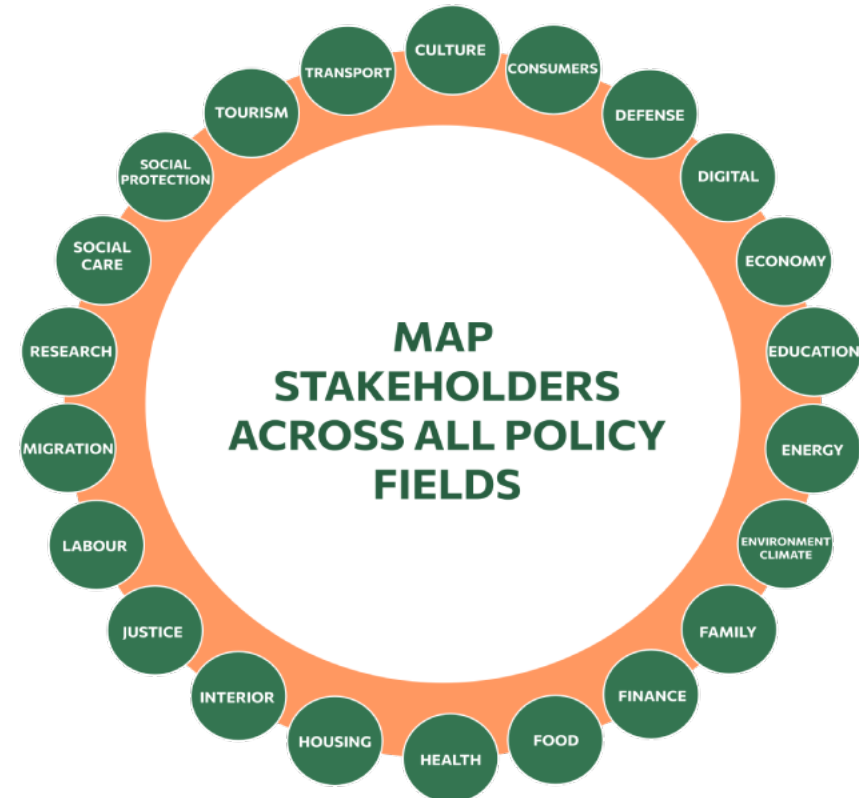 CULTURE
CONSUMERS
DEFENSE
DIGITAL
ECONOMY
EDUCATION
ENERGY
ENVIRONMENT
CLIMATE
FAMILY
FINANCE
FOOD
HEALTH
HOUSING
INTERIOR
JUSTICE
LABOUR
MIGRATION
RESEARCH
SOCIAL
CARE
SOCIAL
PROTECTION
TOURISM
TRANSPORT
MAP
STAKEHOLDERS
ACROSS ALL POLICY
FIELDS